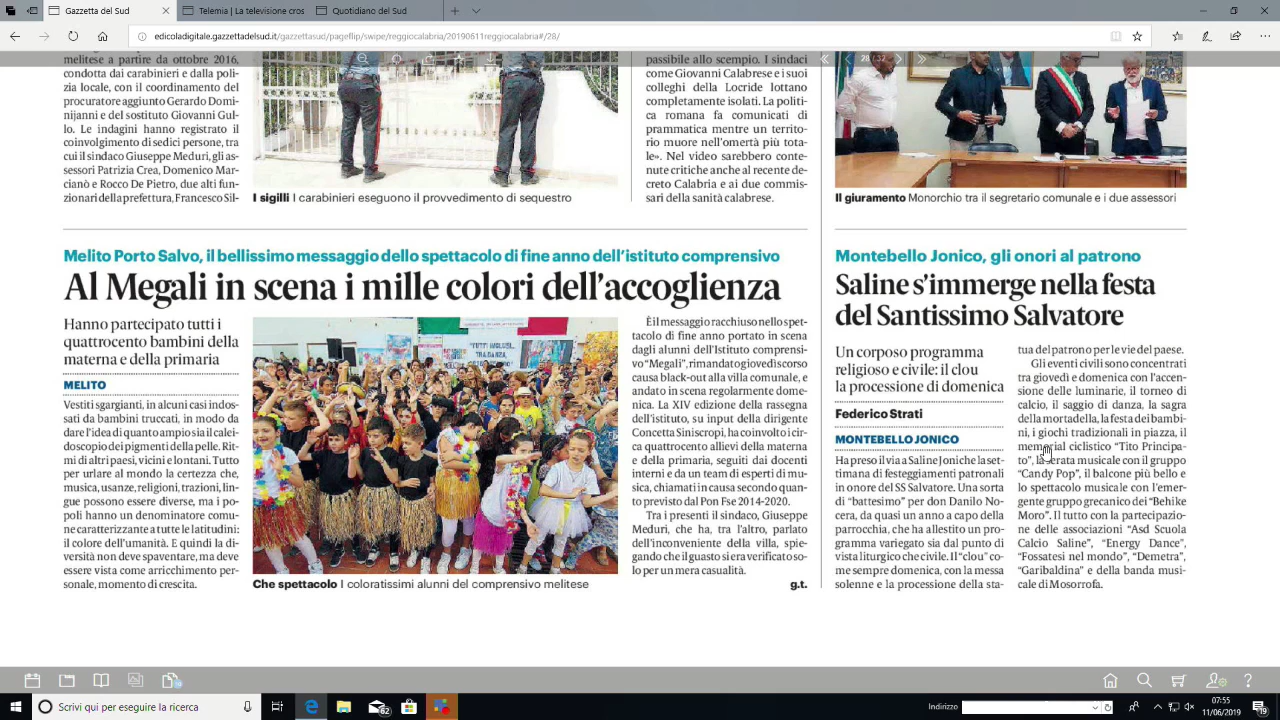 edicoladigitale.gazzettadelsud.it/gazzettasud/pageflip/swipe/reggiocalabria/20190611reggiocalabria#/28/
28 / 32
melitese a partire da ottobre 2016,
condotta dai carabinieri e dalla poli-
zia locale, con il coordinamento del
procuratore aggiunto Gerardo Domi-
nijanni e del sostituto Giovanni Gul-
lo. Le indagini hanno registrato il
coinvolgimento di sedici persone, tra
cui il sindaco Giuseppe Meduri, gli as-
sessori Patrizia Crea, Domenico Mar-
cianò e Rocco De Pietro, due alti fun-
zionari della prefettura, Francesco Sil-
I sigilli I carabinieri eseguono il provvedimento di sequestro
passibile allo scempio. I sindaci
come Giovanni Calabrese e i suoi
colleghi della Locride lottano
completamente isolati. La politi-
ca romana fa comunicati di
prammatica mentre un territo-
rio muore nell'omertà più tota-
le». Nel video sarebbero conte-
nute critiche anche al recente de-
creto Calabria e ai due commis-
sari della sanità calabrese.
Il giuramento Monorchio tra il segretario comunale e i due assessori
Melito Porto Salvo, il bellissimo messaggio dello spettacolo di fine anno dell'istituto comprensivo
Al Megali in scena i mille colori dell'accoglienza
Hanno partecipato tutti i
quattrocento bambini della
materna e della primaria
MELITO
Vestiti sgargianti, in alcuni casi indos-
sati da bambini truccati, in modo da
dare l'idea di quanto ampio sia il calei-
doscopio dei pigmenti della pelle. Rit-
mi di altri paesi, vicini e lontani. Tutto
per urlare al mondo la certezza che,
musica, usanze, religioni, trazioni, lin-
gue possono essere diverse, ma i po-
poli hanno un denominatore comu-
ne caratterizzante a tutte le latitudini:
il colore dell'umanità. E quindi la di-
versità non deve spaventare, ma deve
essere vista come arricchimento per-
sonale, momento di crescita.
"TUTTI INCLUSI...
TRA DANZA,
Che spettacolo I coloratissimi alunni del comprensivo melitese
È il messaggio racchiuso nello spet-
tacolo di fine anno portato in scena
dagli alunni dell'Istituto comprensi-
vo "Megali", rimandato giovedì scorso
causa black-out alla villa comunale, e
andato in scena regolarmente dome-
nica. La XIV edizione della rassegna
dell'istituto, su input della dirigente
Concetta Siniscropi, ha coinvolto i cir-
ca quattrocento allievi della materna
e della primaria, seguiti dai docenti
interni e da un team di esperti di mu-
sica, chiamati in causa secondo quan-
to previsto dal Pon Fse 2014-2020.
Tra i presenti il sindaco, Giuseppe
Meduri, che ha, tra l'altro, parlato
dell'inconveniente della villa, spie-
gando che il guasto si era verificato so-
lo per un mera casualità.
g.t.
Montebello Jonico, gli onori al patrono
Saline s'immerge nella festa
del Santissimo Salvatore
Un corposo programma
religioso e civile: il clou
la processione di domenica
Federico Strati
MONTEBELLO JONICO
Ha preso il via a Saline Joniche la set-
timana di festeggiamenti patronali
in onore del SS Salvatore. Una sorta
di "battesimo" per don Danilo No-
cera, da quasi un anno a capo della
parrocchia, che ha allestito un pro-
gramma variegato sia dal punto di
vista liturgico che civile. Il "clou" co-
me sempre domenica, con la messa
solenne e la processione della sta-
tua del patrono per le vie del paese.
Gli eventi civili sono concentrati
tra giovedì e domenica con l'accen-
sione delle luminarie, il torneo di
calcio, il saggio di danza, la sagra
della mortadella, la festa dei bambi-
ni, i giochi tradizionali in piazza, il
memorial ciclistico "Tito Principa-
to", la serata musicale con il gruppo
"Candy Pop", il balcone più bello e
lo spettacolo musicale con l'emer-
gente gruppo grecanico dei "Behike
Moro". Il tutto con la partecipazio-
ne delle associazioni "Asd Scuola
Calcio Saline", "Energy Dance",
"Fossatesi nel mondo", "Demetra",
"Garibaldina" e della banda musi-
cale di Mosorrofa.
Scrivi qui per eseguire la ricerca
62
Indirizzo
07:55
11/06/2019
19